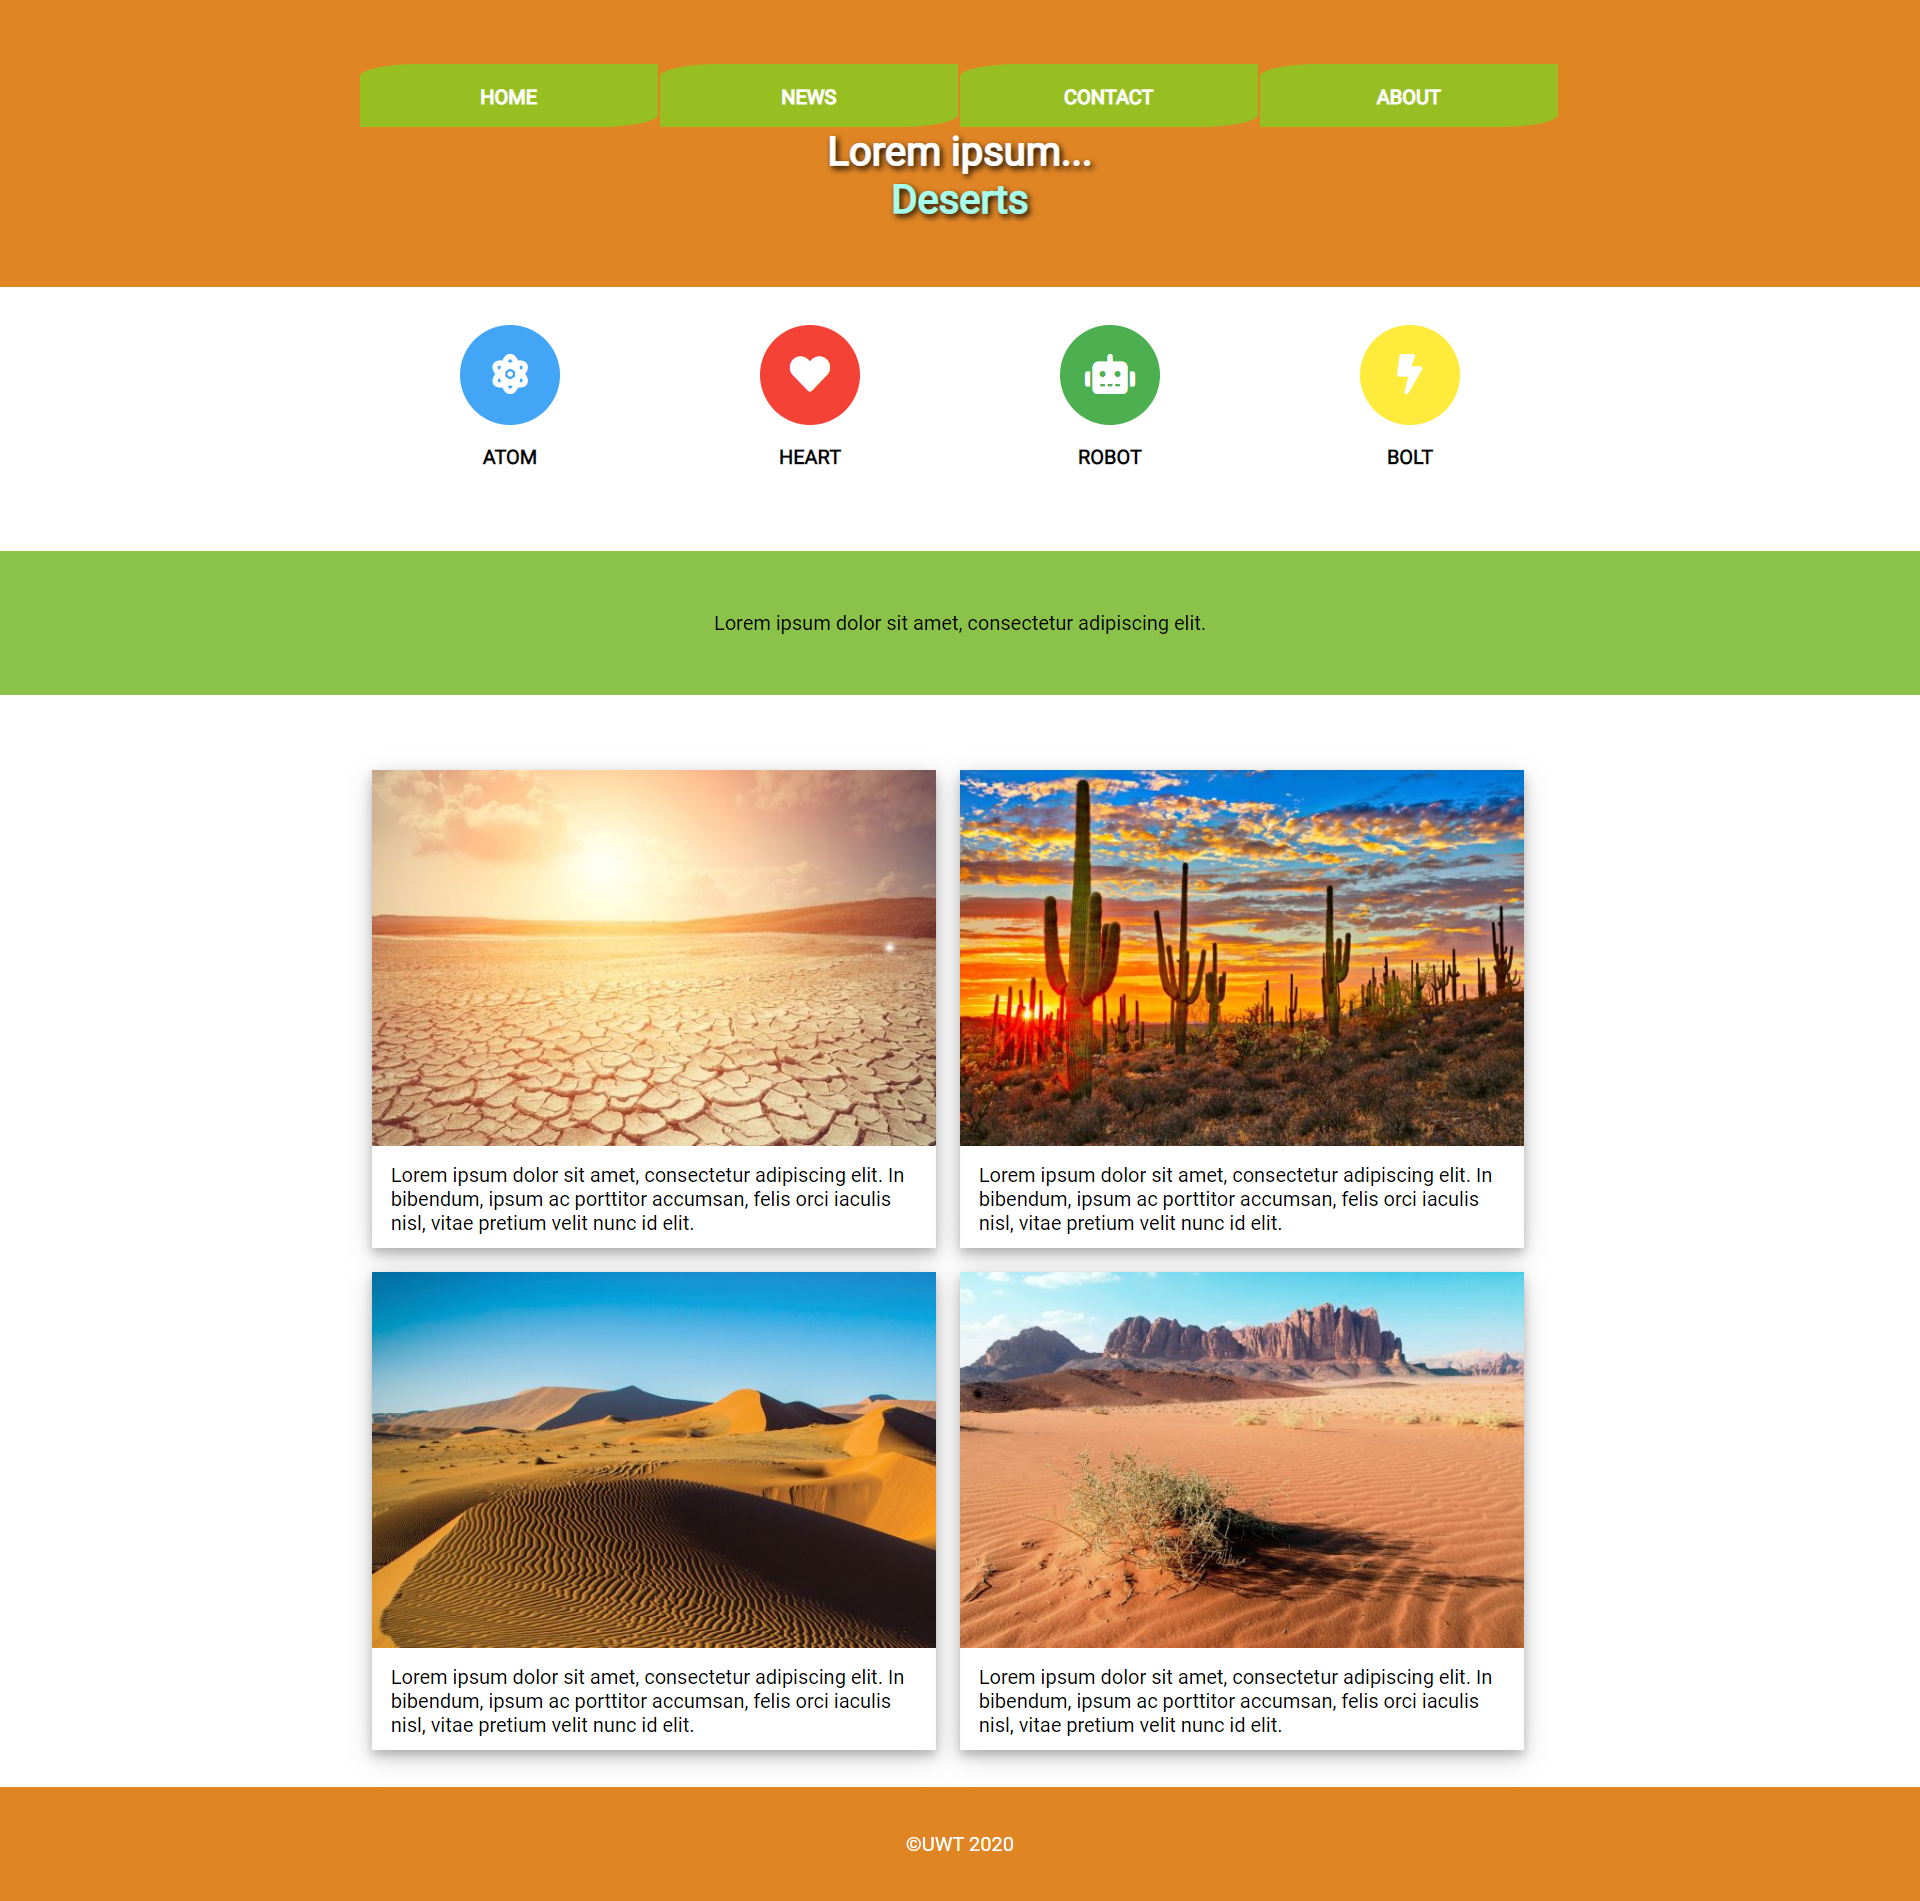 HOME NEWS CONTACT ABOUT
Lorem ipsum...
Deserts
ATOM HEART ROBOT BOLT
Lorem ipsum dolor sit amet, consectetur adipiscing elit.
Lorem ipsum dolor sit amet, consectetur adipiscing elit. In
bibendum, ipsum ac porttitor accumsan, felis orci iaculis
nisl, vitae pretium velit nunc id elit.
Lorem ipsum dolor sit amet, consectetur adipiscing elit. In
bibendum, ipsum ac porttitor accumsan, felis orci iaculis
nisl, vitae pretium velit nunc id elit.
Lorem ipsum dolor sit amet, consectetur adipiscing elit. In
bibendum, ipsum ac porttitor accumsan, felis orci iaculis
nisl, vitae pretium velit nunc id elit.
Lorem ipsum dolor sit amet, consectetur adipiscing elit. In
bibendum, ipsum ac porttitor accumsan, felis orci iaculis
nisl, vitae pretium velit nunc id elit.
©UWT 2020